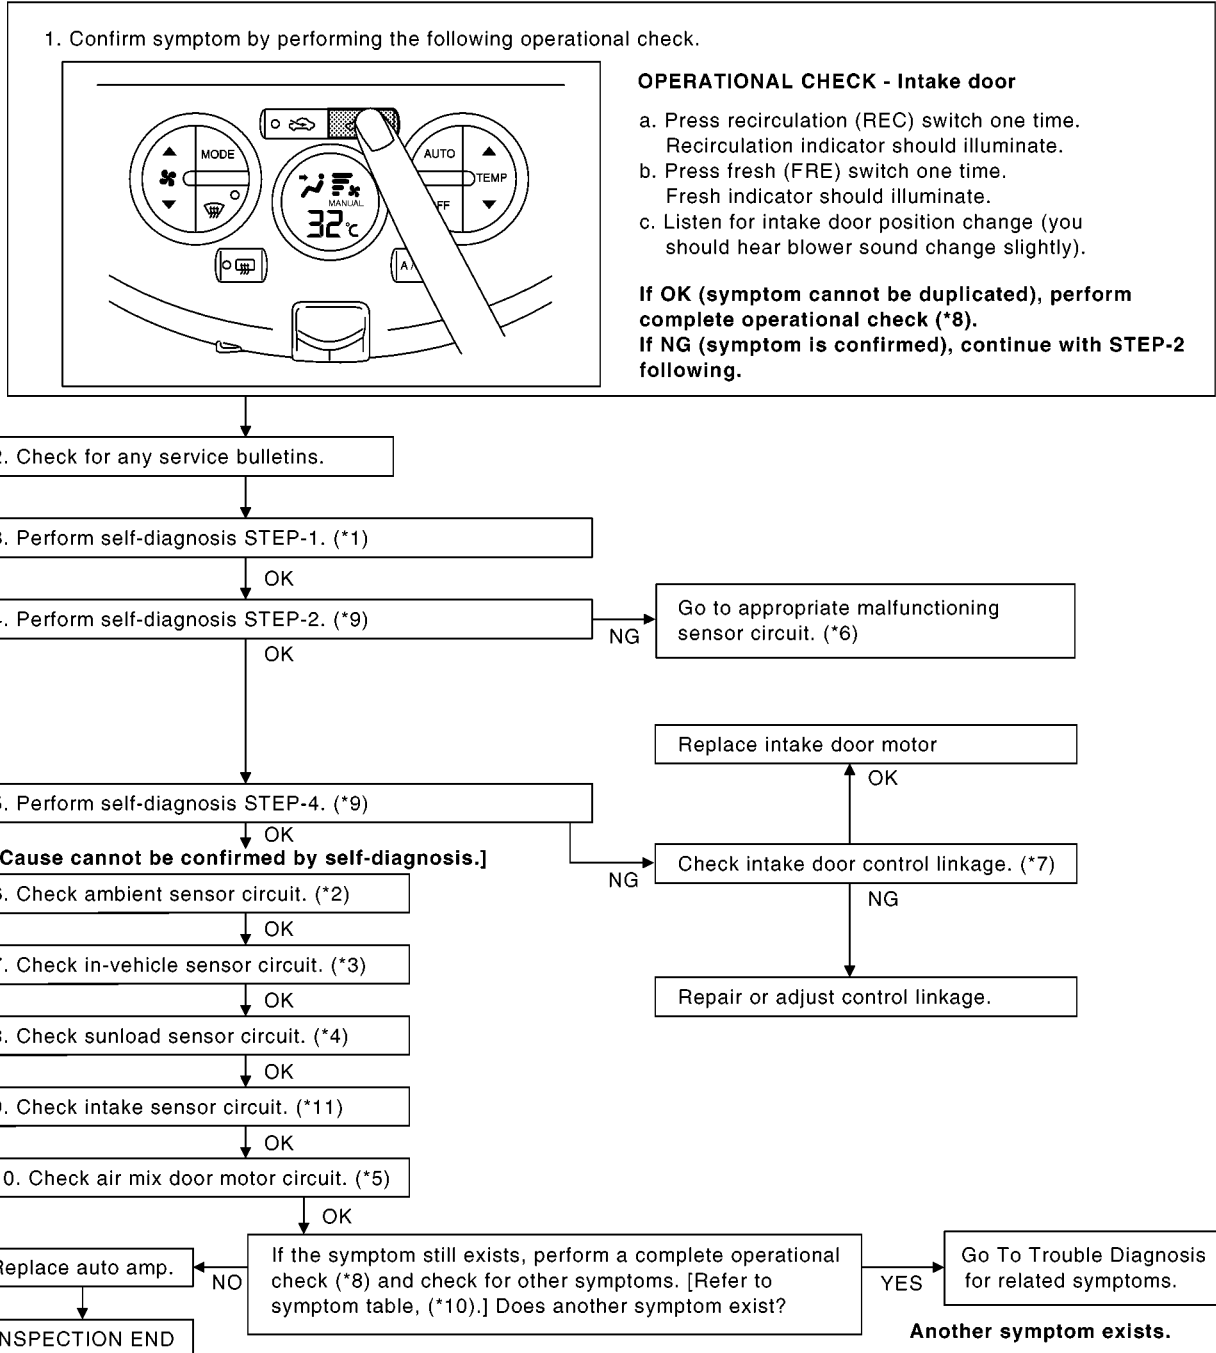 1. Confirm symptom by performing the following operational check.
MODE
AUTO
TEMP
MANUAL
32°C
A/
OPERATIONAL CHECK - Intake door
a. Press recirculation (REC) switch one time.
Recirculation indicator should illuminate.
b. Press fresh (FRE) switch one time.
Fresh indicator should illuminate.
c. Listen for intake door position change (you
should hear blower sound change slightly).
If OK (symptom cannot be duplicated), perform
complete operational check (*8).
If NG (symptom is confirmed), continue with STEP-2
following.
2. Check for any service bulletins.
3. Perform self-diagnosis STEP-1. (*1)
OK
4. Perform self-diagnosis STEP-2. (*9)
NG
Go to appropriate malfunctioning
sensor circuit. (*6)
OK
Replace intake door motor
OK
5. Perform self-diagnosis STEP-4. (*9)
OK
Cause cannot be confirmed by self-diagnosis.]
NG
Check intake door control linkage. (*7)
NG
Repair or adjust control linkage.
6. Check ambient sensor circuit. (*2)
OK
7. Check in-vehicle sensor circuit. (*3)
OK
8. Check sunload sensor circuit. (*4)
OK
9. Check intake sensor circuit. (*11)
OK
10. Check air mix door motor circuit. (*5)
OK
If the symptom still exists, perform a complete operational
check (*8) and check for other symptoms. [Refer to
symptom table, (*10).] Does another symptom exist?
NO
Replace auto amp.
INSPECTION END
YES
Go To Trouble Diagnosis
for related symptoms.
Another symptom exists.